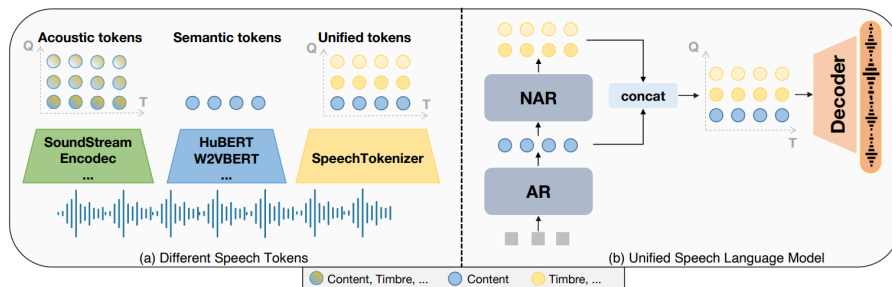 Acoustic tokens
Semantic tokens
Unified tokens
Q
T
Q
T
SoundStream
Encodec
...
HuBERT
W2VBERT
...
SpeechTokenizer
(a) Different Speech Tokens
NAR
AR
concat
Q
T
Decoder
(b) Unified Speech Language Model
Content, Timbre, ...
Content
Timbre, ...